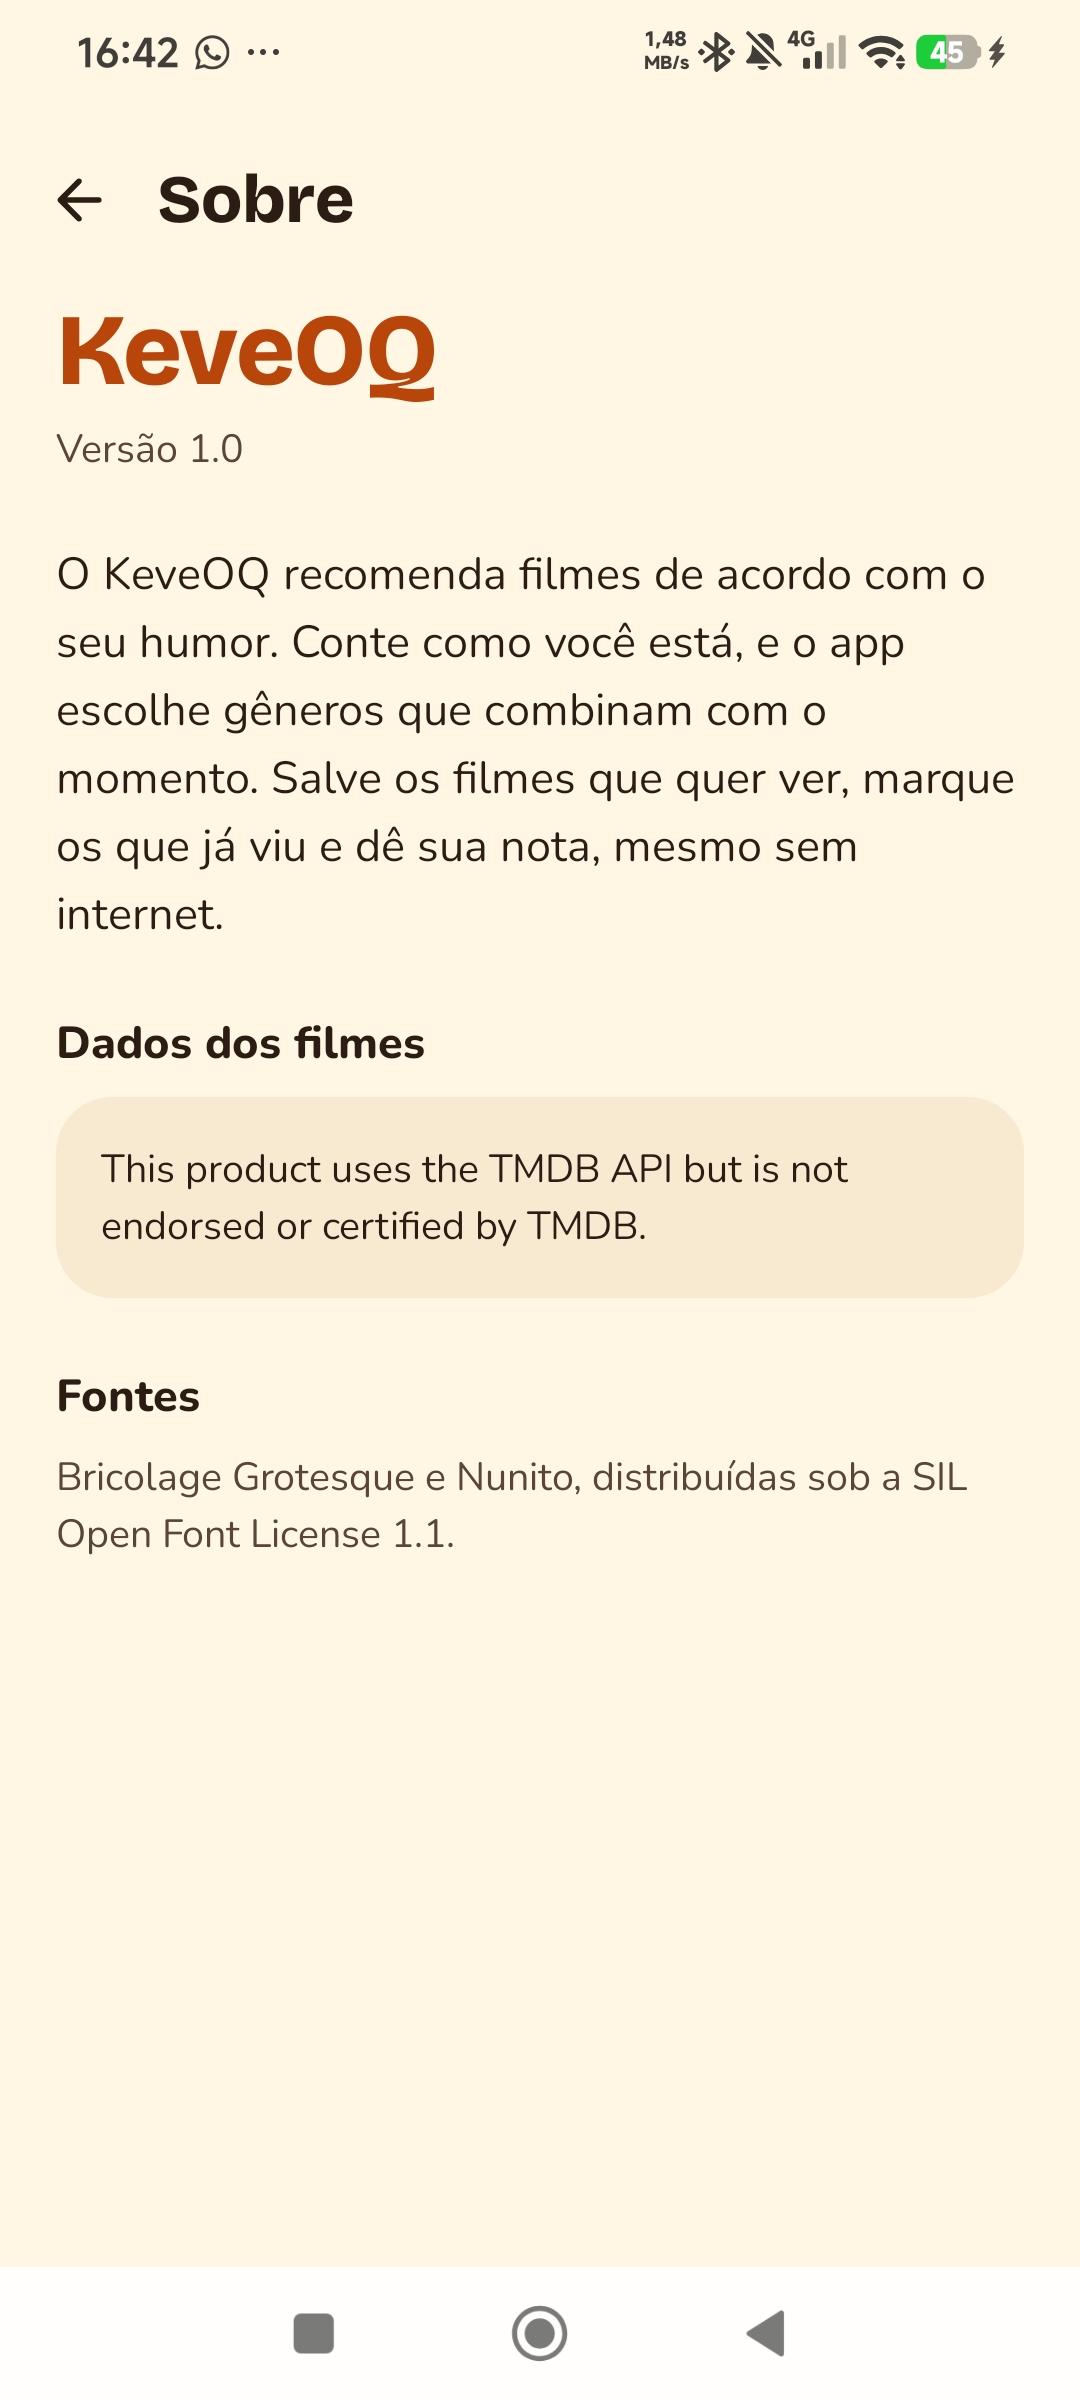 16:42
1,48
MB/s
4G
45
Sobre
KeveOQ
Versão 1.0
O KeveOQ recomenda filmes de acordo com o
seu humor. Conte como você está, e o app
escolhe gêneros que combinam com o
momento. Salve os filmes que quer ver, marque
os que já viu e dê sua nota, mesmo sem
internet.
Dados dos filmes
This product uses the TMDB API but is not
endorsed or certified by TMDB.
Fontes
Bricolage Grotesque e Nunito, distribuídas sob a SIL
Open Font License 1.1.